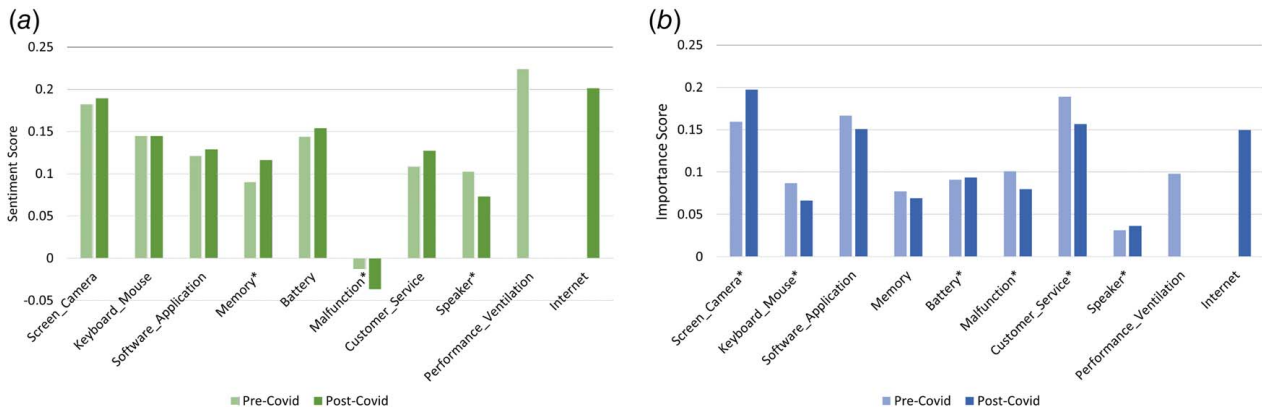 (a)
0.25
0.2
0.15
0.1
0.05
0
-0.05
Sentiment Score
Screen_Camera
Keyboard_Mouse
Software_Application
Memory*
Battery
Malfunction*
Customer_Service
Speaker*
Performance_Ventilation
Internet
Pre-Covid Post-Covid
(b)
0.25
0.2
0.15
0.1
0.05
0
Importance Score
Screen_Camera*
Keyboard_Mouse*
Software_Application
Memory
Battery*
Malfunction*
Customer_Service*
Speaker*
Performance_Ventilation
Internet
Pre-Covid Post-Covid